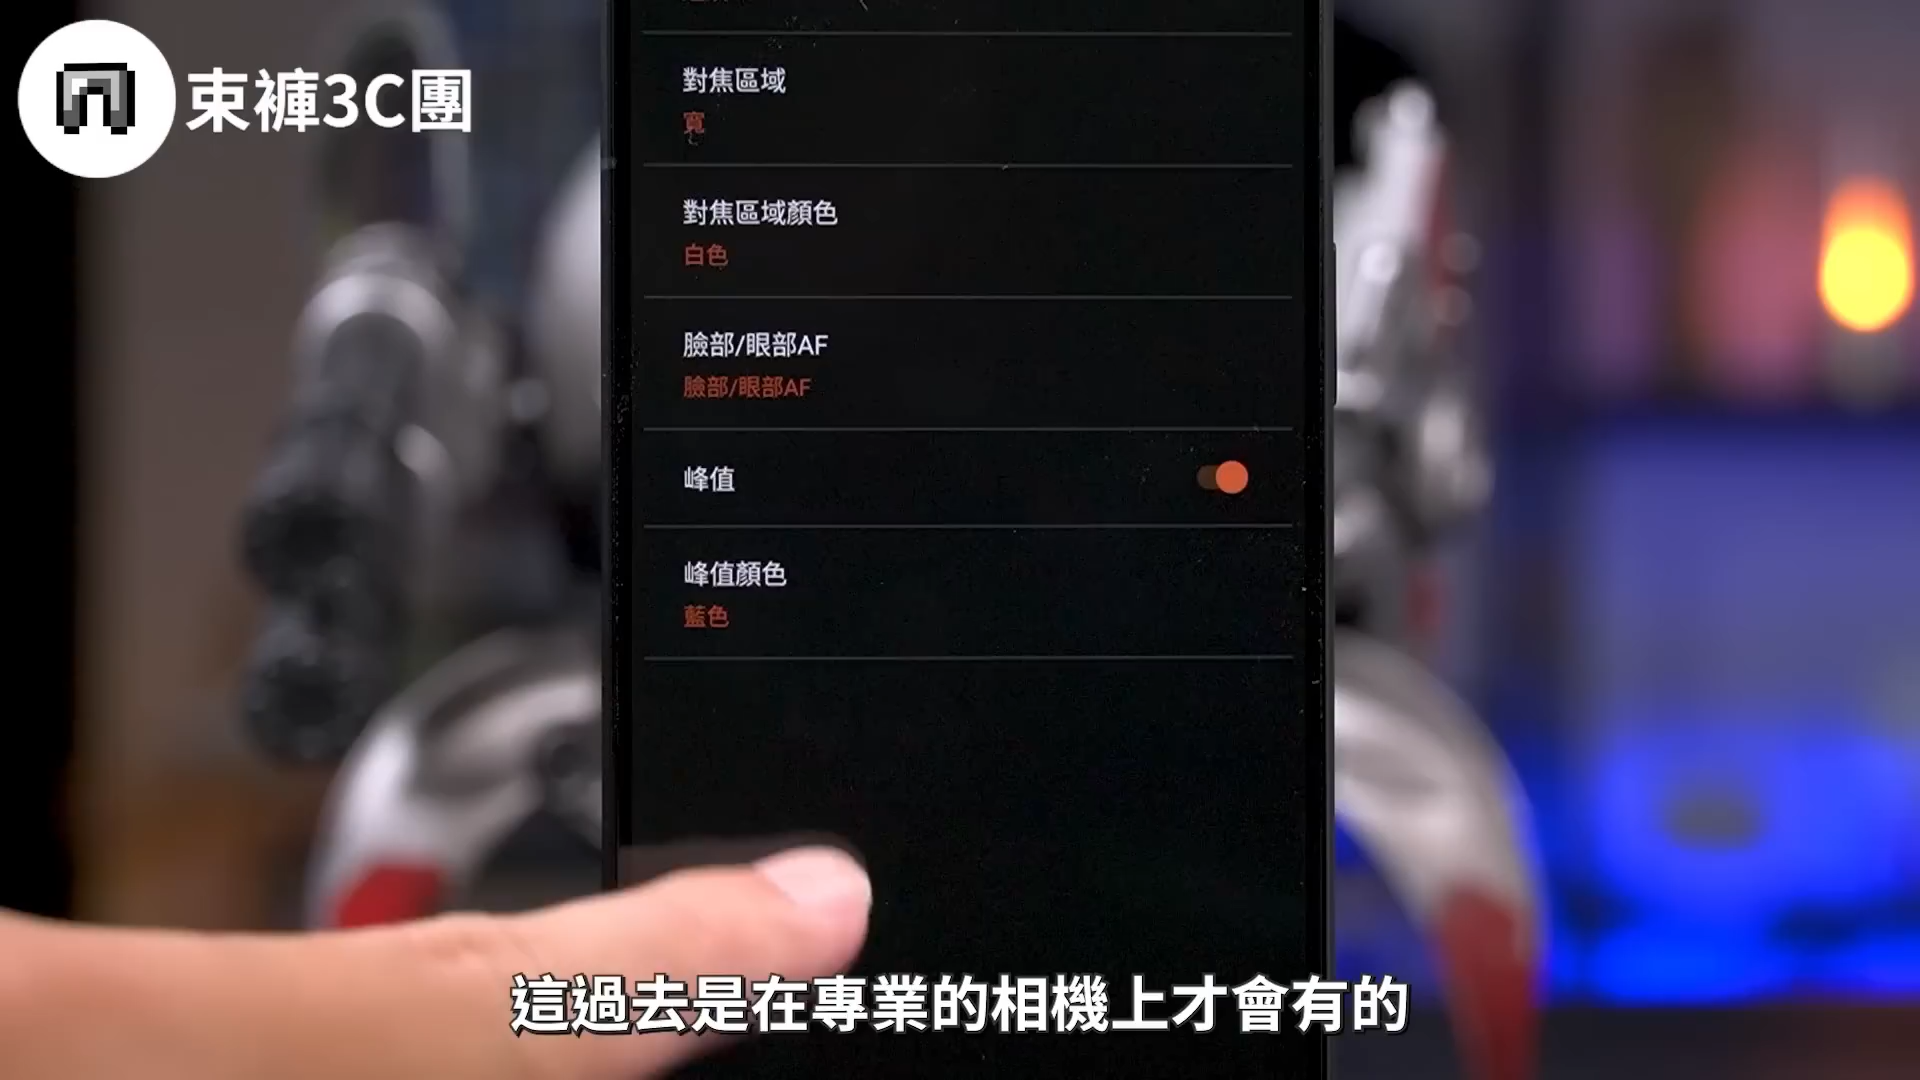 束褲3C團
對焦區域
寬
對焦區域顏色
白色
臉部/眼部AF
臉部/眼部AF
峰值
峰值顏色
藍色
這過去是在專業的相機上才會有的